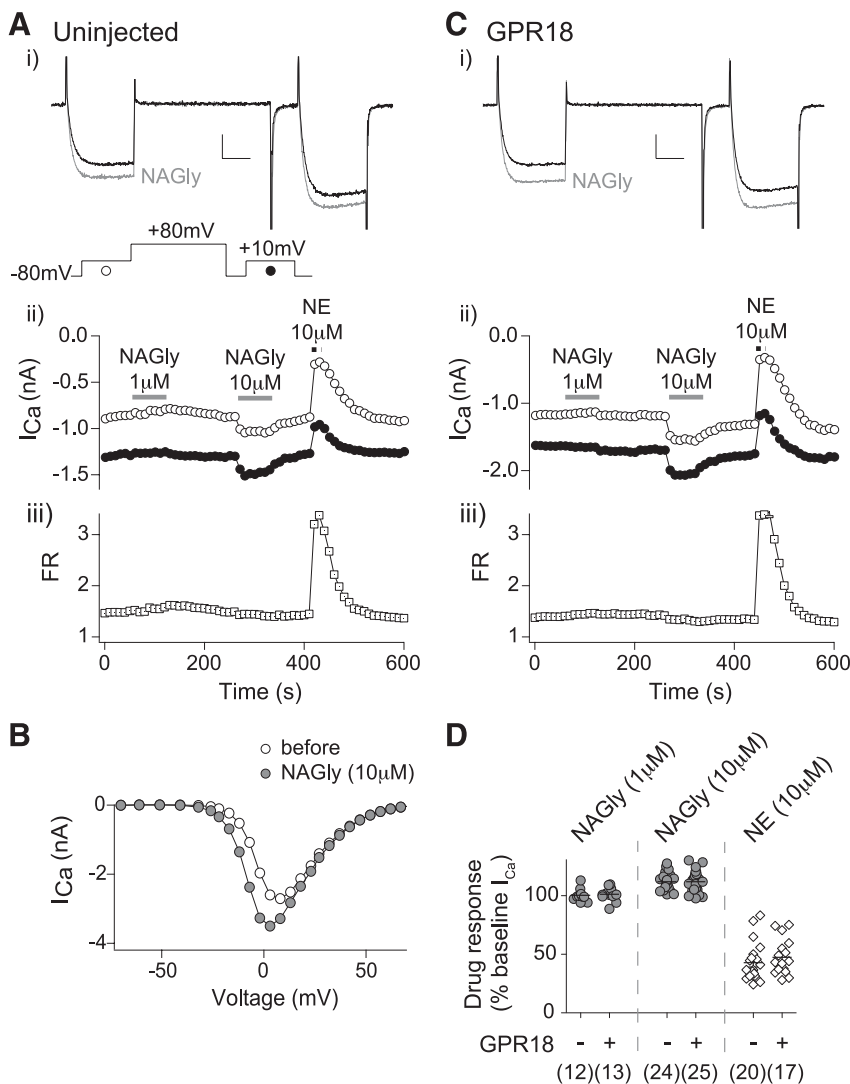 A Uninjected
i)
NAGly
+80mV
+10mV
-80mV
ii)
NE
10μM
NAGly
1μM
NAGly
10μM
0.0
-0.5
-1.0
-1.5
ICa (nA)
iii)
3
2
1
FR
0 200 400 600
Time (s)
C GPR18
i)
NAGly
ii)
NE
10μM
NAGly
1μM
NAGly
10μM
0.0
-1.0
-2.0
ICa (nA)
iii)
3
2
1
FR
0 200 400 600
Time (s)
B
before
NAGly (10μM)
0
-2
-4
ICa (nA)
-50 0 50
Voltage (mV)
D
NAGly (1μM)
NAGly (10μM)
NE (10μM)
Drug response
(% baseline ICa)
100
50
0
GPR18 - + - + - +
(12)(13) (24)(25) (20)(17)